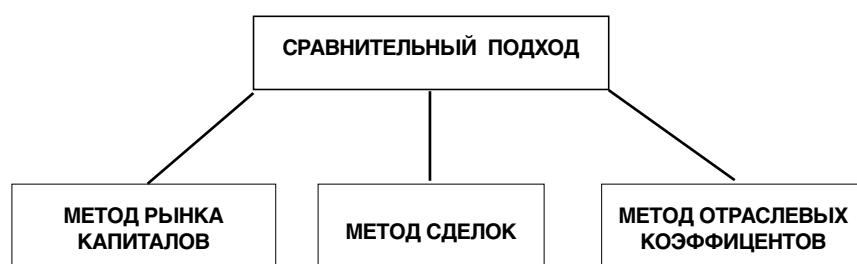 СРАВНИТЕЛЬНЫЙ ПОДХОД
МЕТОД РЫНКА
КАПИТАЛОВ
МЕТОД СДЕЛОК
МЕТОД ОТРАСЛЕВЫХ
КОЭФФИЦЕНТОВ